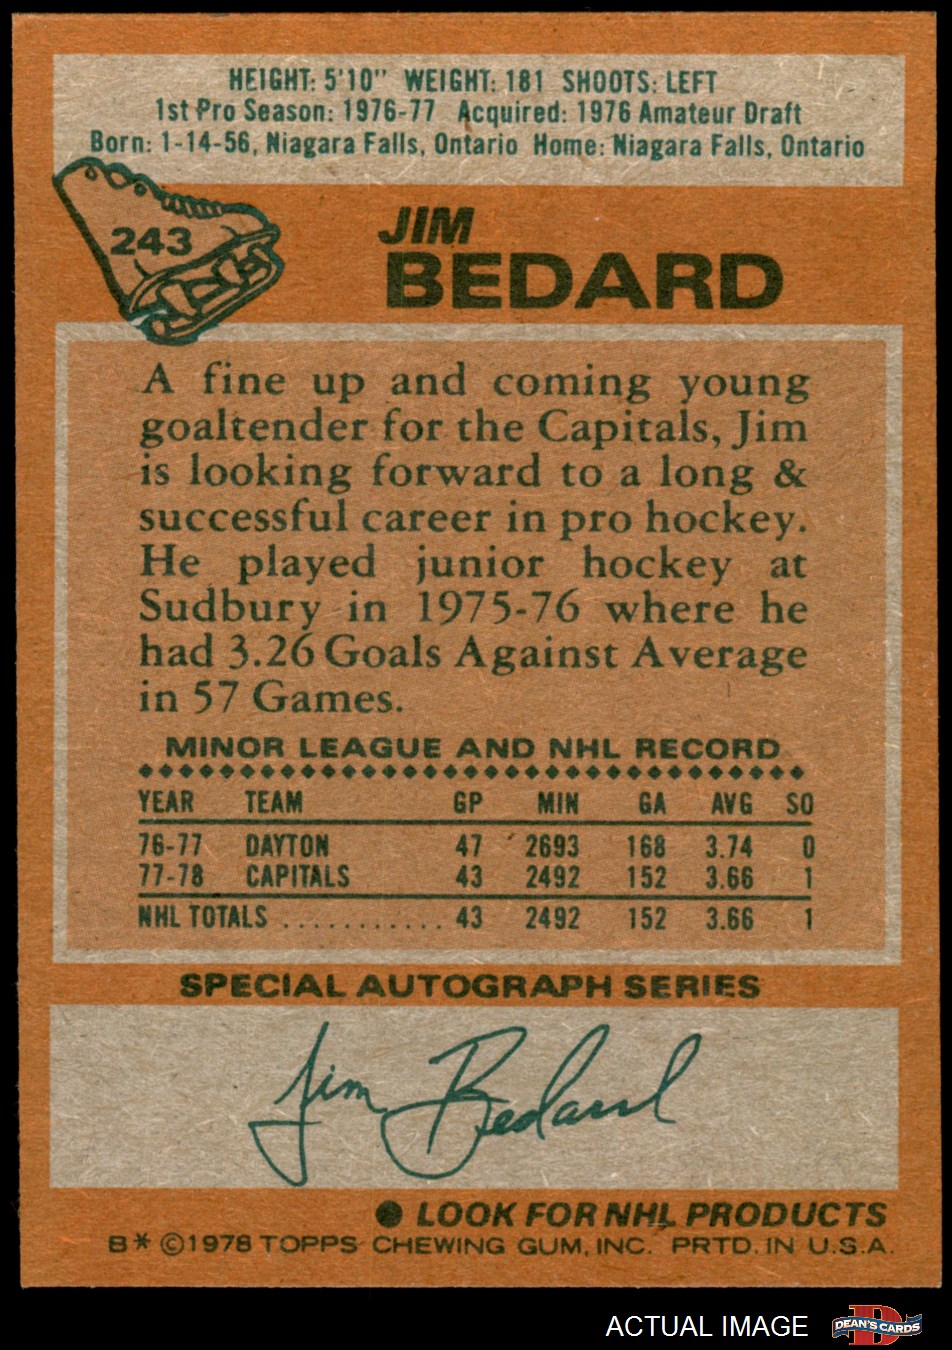 HEIGHT: 5'10" WEIGHT: 181 SHOOTS: LEFT
1st Pro Season: 1976-77 Acquired: 1976 Amateur Draft
Born: 1-14-56, Niagara Falls, Ontario Home: Niagara Falls, Ontario
243
JIM
BEDARD
A fine up and coming young
goaltender for the Capitals, Jim
is looking forward to a long &
successful career in pro hockey.
He played junior hockey at
Sudbury in 1975-76 where he
had 3.26 Goals Against Average
in 57 Games.
MINOR LEAGUE AND NHL RECORD
YEAR TEAM GP MIN GA AVG SO
76-77 DAYTON 47 2693 168 3.74 0
77-78 CAPITALS 43 2492 152 3.66 1
NHL TOTALS ........... 43 2492 152 3.66 1
SPECIAL AUTOGRAPH SERIES
Jim Bedard
● LOOK FOR NHL PRODUCTS
B* ©1978 TOPPS CHEWING GUM, INC. PRTD. IN U.S.A.
ACTUAL IMAGE
D
DEAN'S CARDS